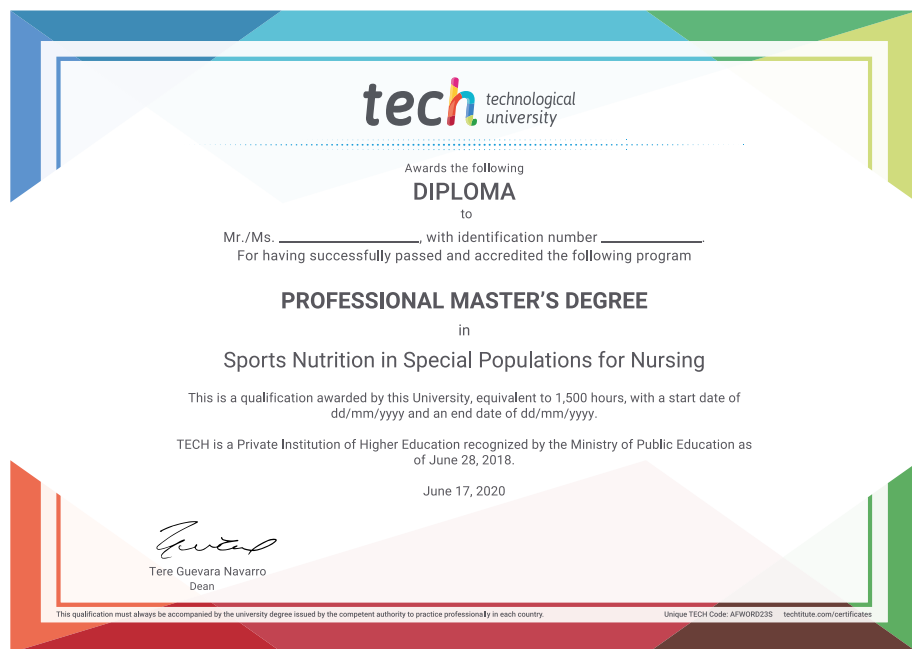 tech technological
university
Awards the following
DIPLOMA
to
Mr./Ms. ____________________, with identification number ______________.
For having successfully passed and accredited the following program
PROFESSIONAL MASTER'S DEGREE
in
Sports Nutrition in Special Populations for Nursing
This is a qualification awarded by this University, equivalent to 1,500 hours, with a start date of
dd/mm/yyyy and an end date of dd/mm/yyyy.
TECH is a Private Institution of Higher Education recognized by the Ministry of Public Education as
of June 28, 2018.
June 17, 2020
Tere Guevara Navarro
Dean
This qualification must always be accompanied by the university degree issued by the competent authority to practice professionally in each country. Unique TECH Code: AFWORD23S techtitute.com/certificates